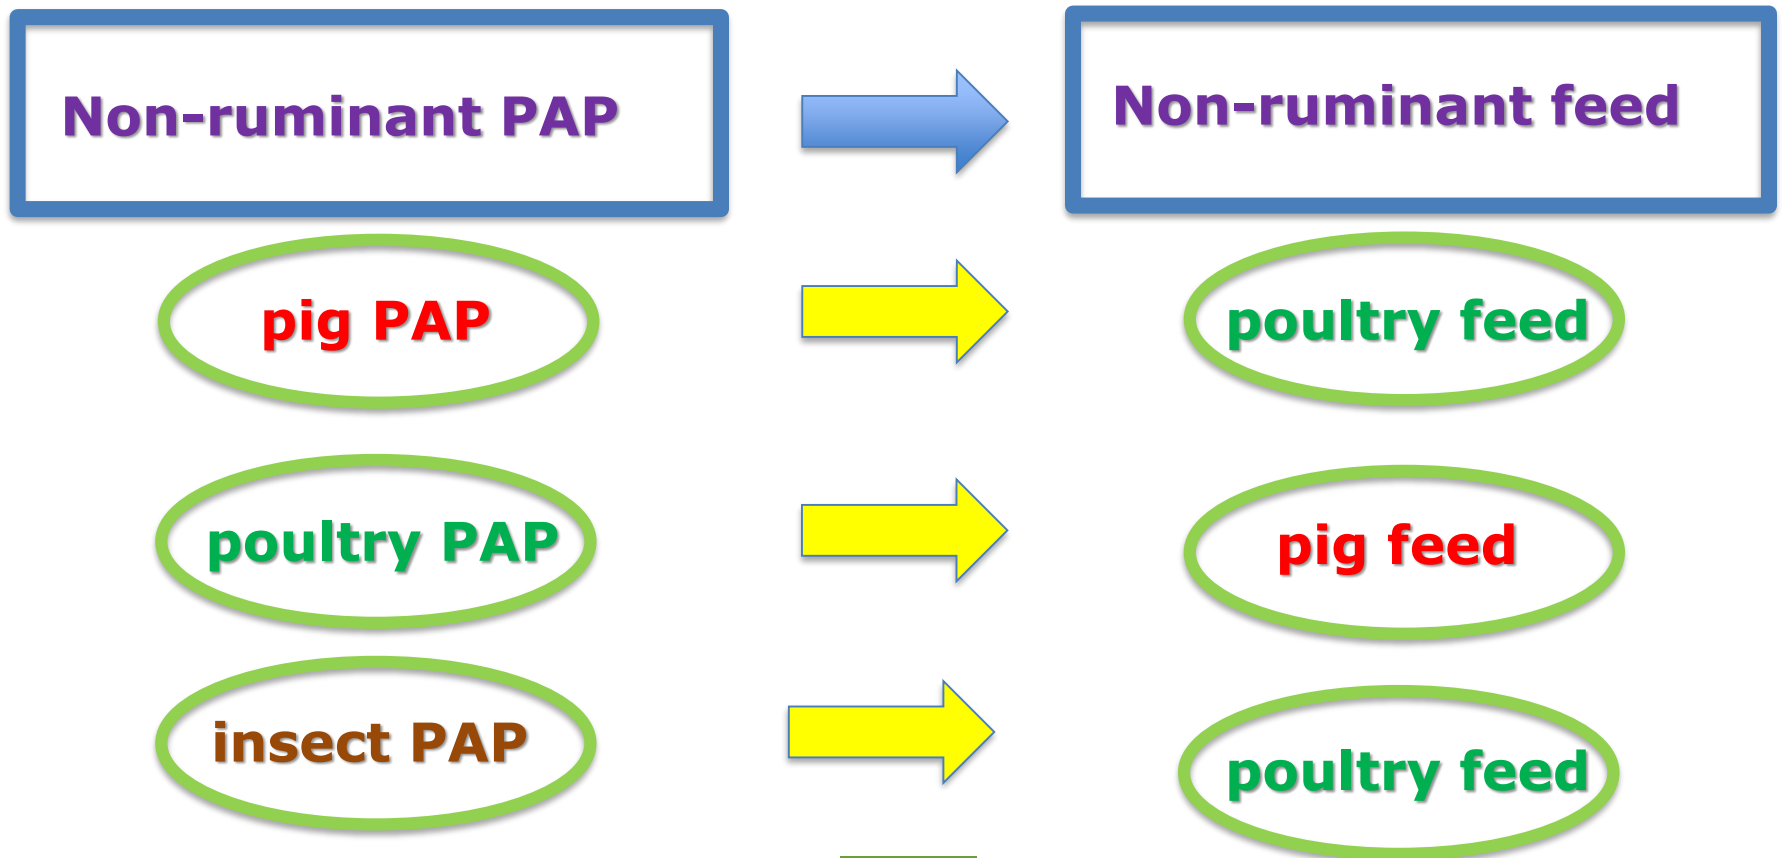 Non-ruminant PAP
Non-ruminant feed
pig PAP
poultry feed
poultry PAP
pig feed
insect PAP
poultry feed